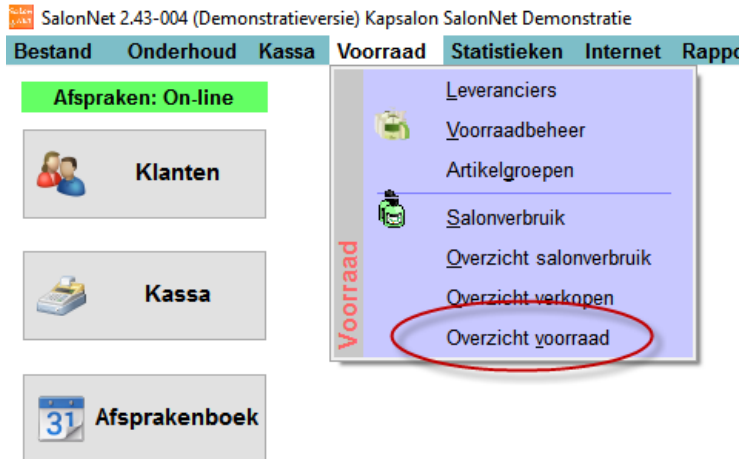 SalonNet 2.43-004 (Demonstratieversie) Kapsalon SalonNet Demonstratie
Bestand Onderhoud Kassa Voorraad Statistieken Internet Rappo
Afspraken: On-line
Klanten
Kassa
31 Afsprakenboek
Voorraad
Leveranciers
Voorraadbeheer
Artikelgroepen
Salonverbruik
Overzicht salonverbruik
Overzicht verkopen
Overzicht voorraad